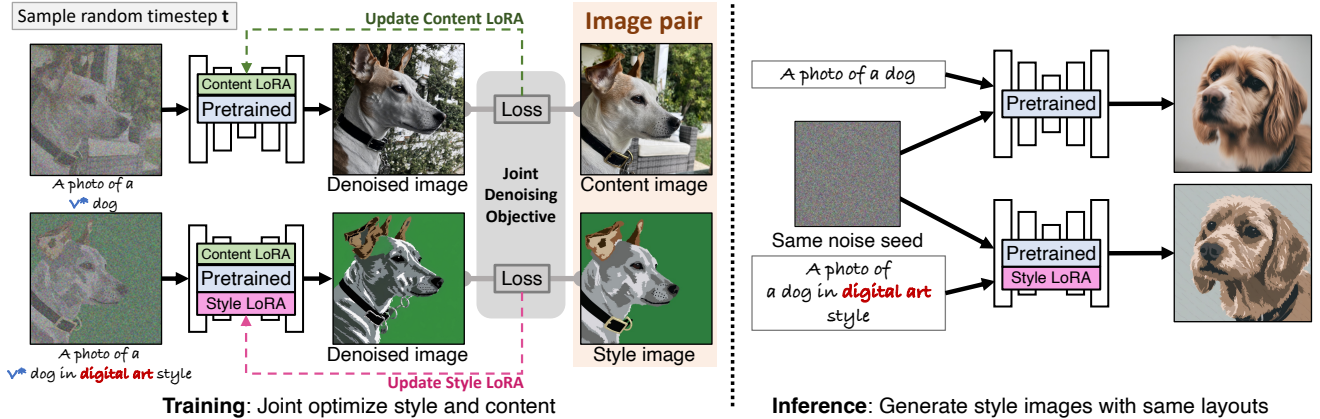 Sample random timestep t
Update Content LoRA
Image pair
Content LoRA
Pretrained
Loss
A photo of a
V* dog
Denoised image
Content image
Joint
Denoising
Objective
Content LoRA
Pretrained
Style LoRA
Loss
A photo of a
V* dog in digital art style
Denoised image
Style image
Update Style LoRA
Training: Joint optimize style and content
A photo of a dog
Pretrained
Same noise seed
A photo of
a dog in digital art
style
Pretrained
Style LoRA
Inference: Generate style images with same layouts